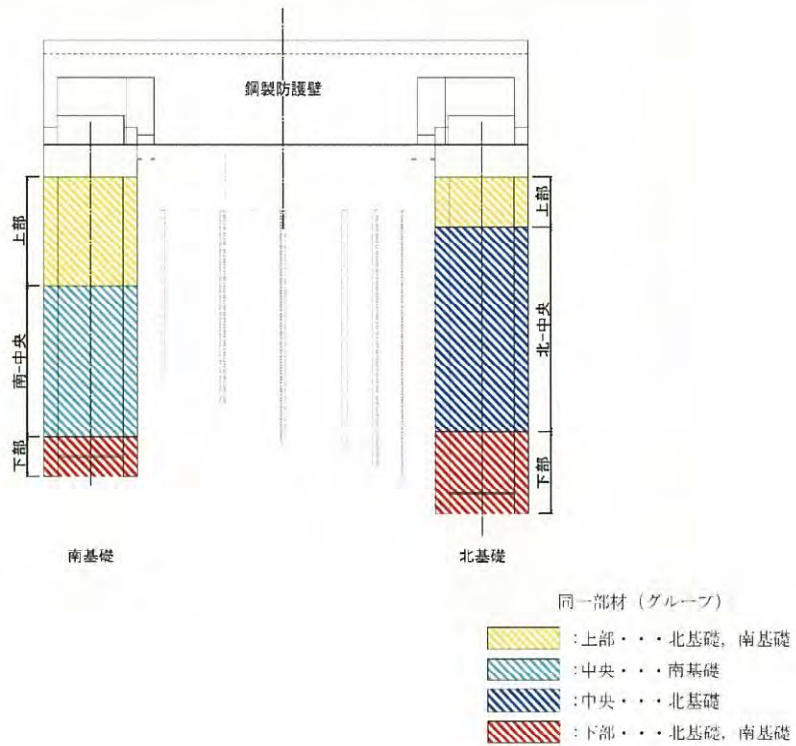 鋼製防護壁
上部
南-中央
下部
上部
北-中央
下部
南基礎
北基礎
同一部材（グループ）
：上部・・・北基礎，南基礎
：中央・・・南基礎
：中央・・・北基礎
：下部・・・北基礎，南基礎